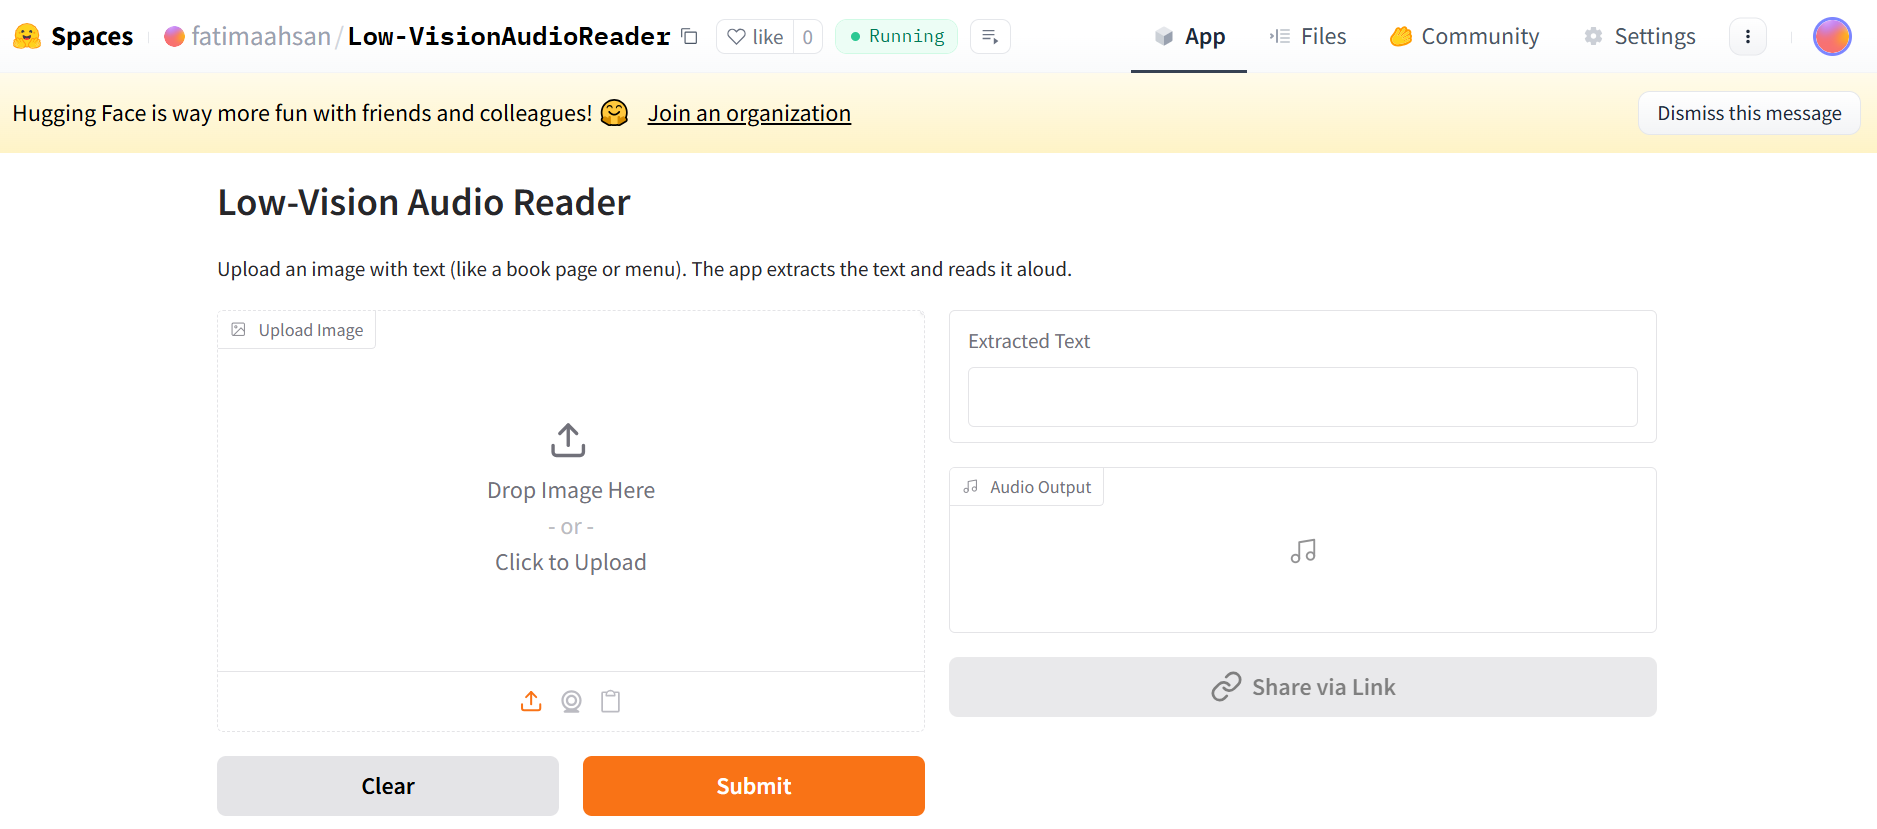 Spaces fatimaahsan/Low-VisionAudioReader like 0 Running App Files Community Settings
Hugging Face is way more fun with friends and colleagues! 🤗 Join an organization Dismiss this message
Low-Vision Audio Reader
Upload an image with text (like a book page or menu). The app extracts the text and reads it aloud.
Upload Image
Drop Image Here
- or -
Click to Upload
Clear
Submit
Extracted Text
Audio Output
Share via Link